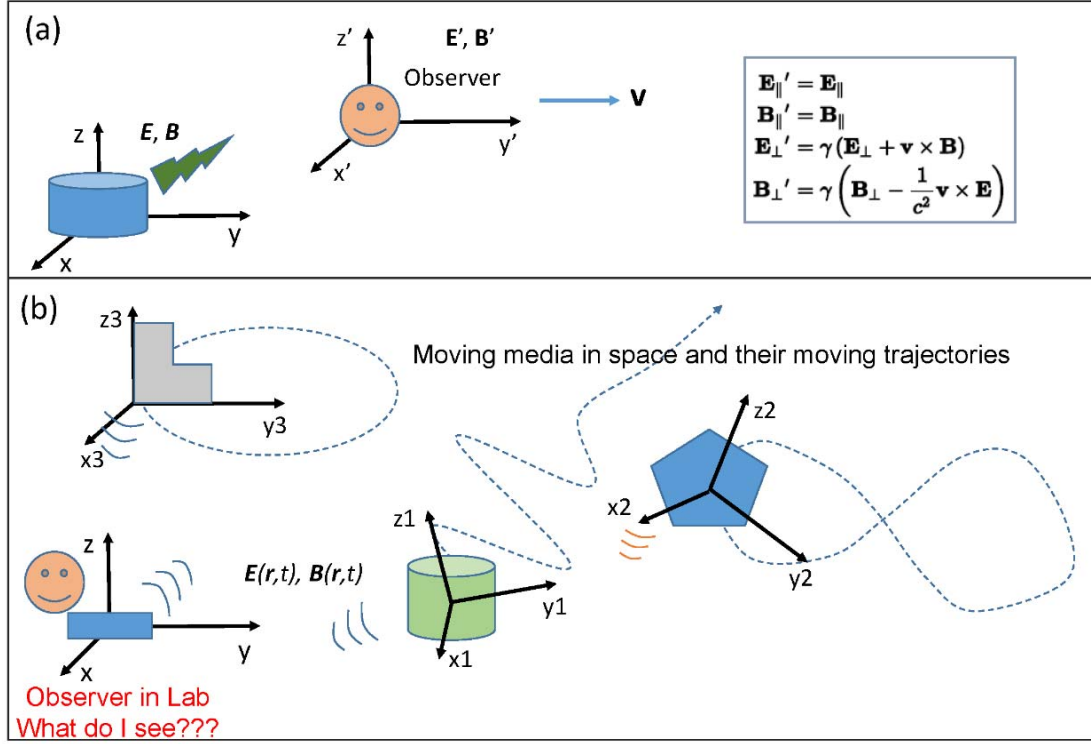 (a)
z'
E', B'
Observer
v
y'
x'
z
E, B
y
x
E∥' = E∥
B∥' = B∥
E⊥' = γ (E⊥ + v × B)
B⊥' = γ (B⊥ − 1/c² v × E)
(b)
z3
Moving media in space and their moving trajectories
y3
x3
z2
x2
y2
z1
y1
x1
z
E(r,t), B(r,t)
y
x
Observer in Lab
What do I see???